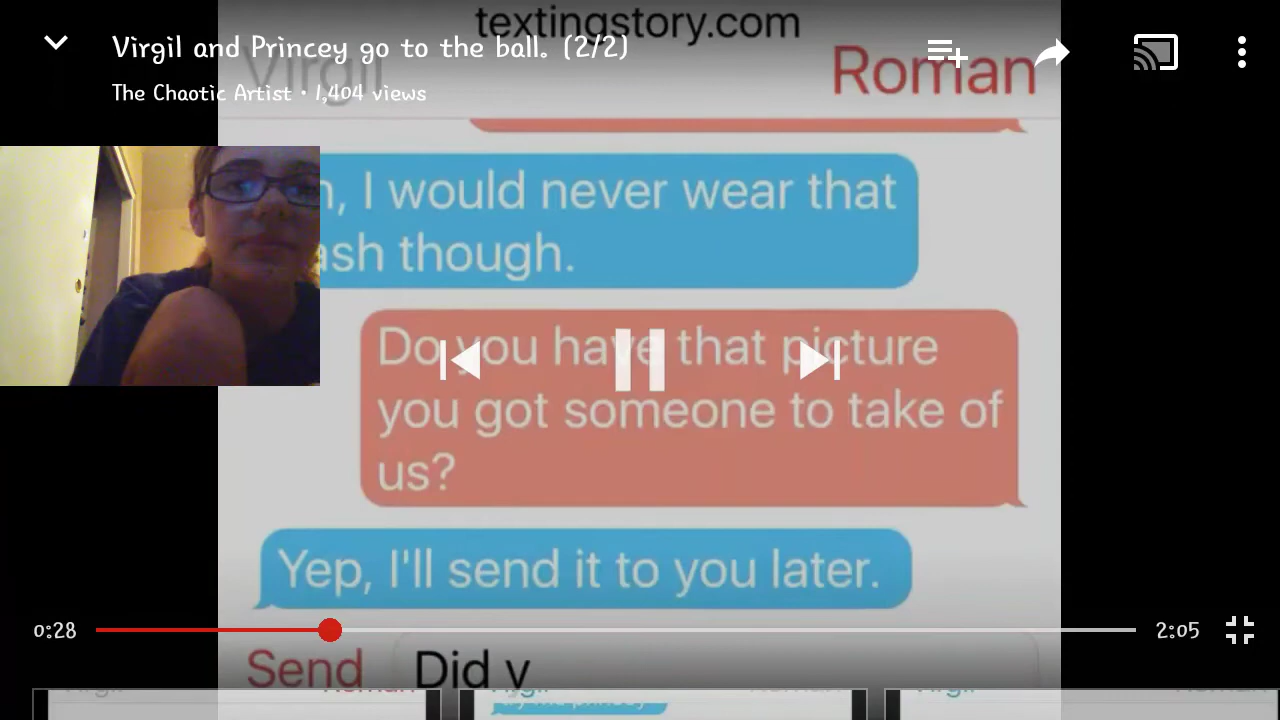 textingstory.com
Virgil and Princey go to the ball. (2/2)
Virgil
Roman
The Chaotic Artist • 1,404 views
I would never wear that
though.
Do you have that picture
you got someone to take of
us?
Yep, I'll send it to you later.
0:28
2:05
Send
Did y